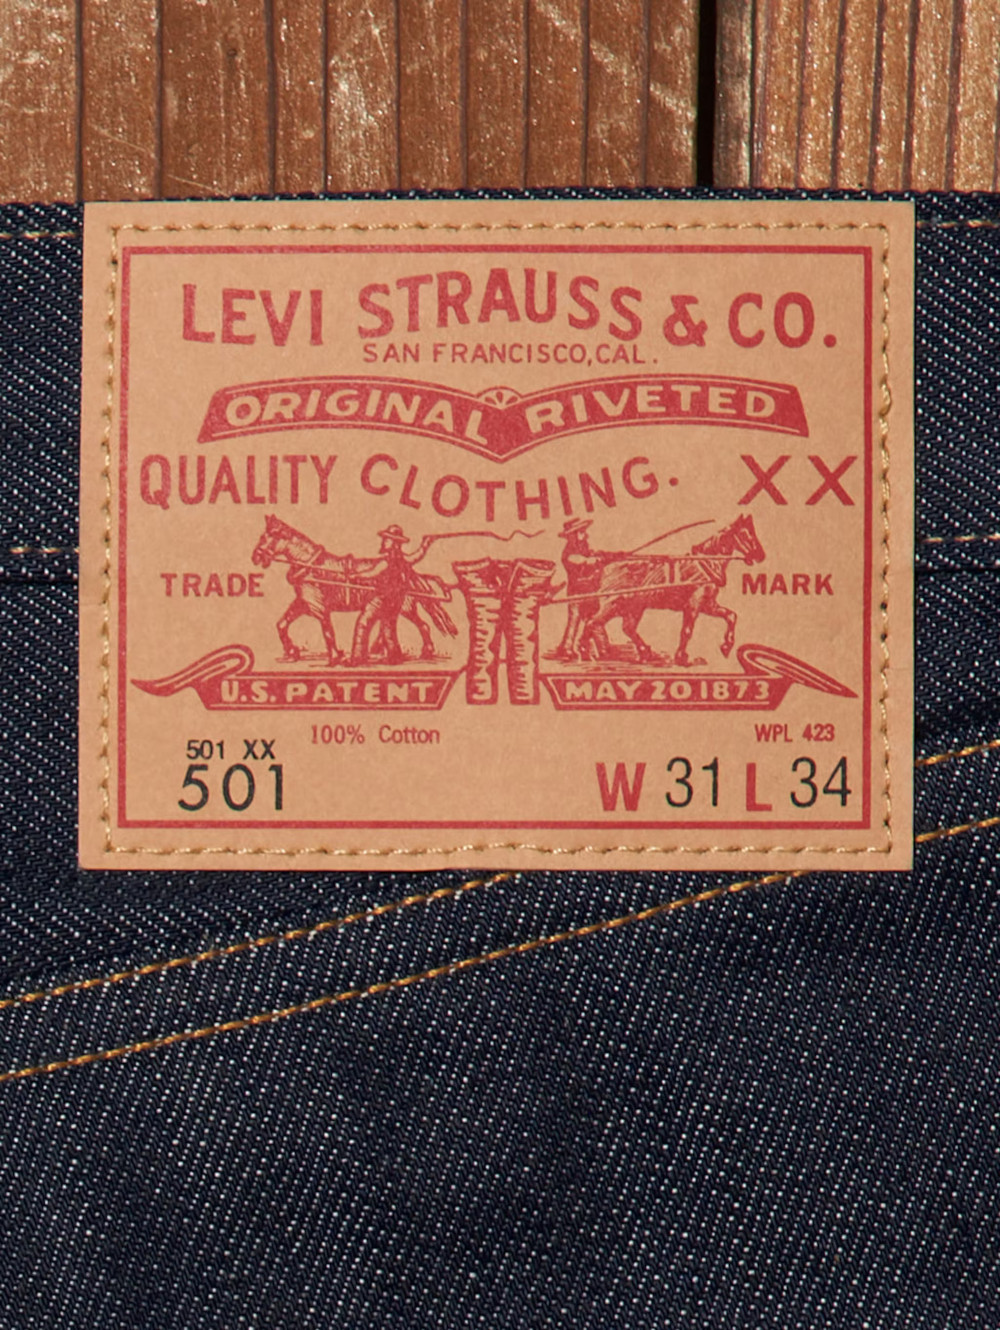 LEVI STRAUSS & CO.
SAN FRANCISCO, CAL.
ORIGINAL RIVETED
QUALITY CLOTHING. XX
TRADE MARK
U.S. PATENT MAY 20 1873
100% Cotton WPL 423
501 XX
501 W 31 L 34